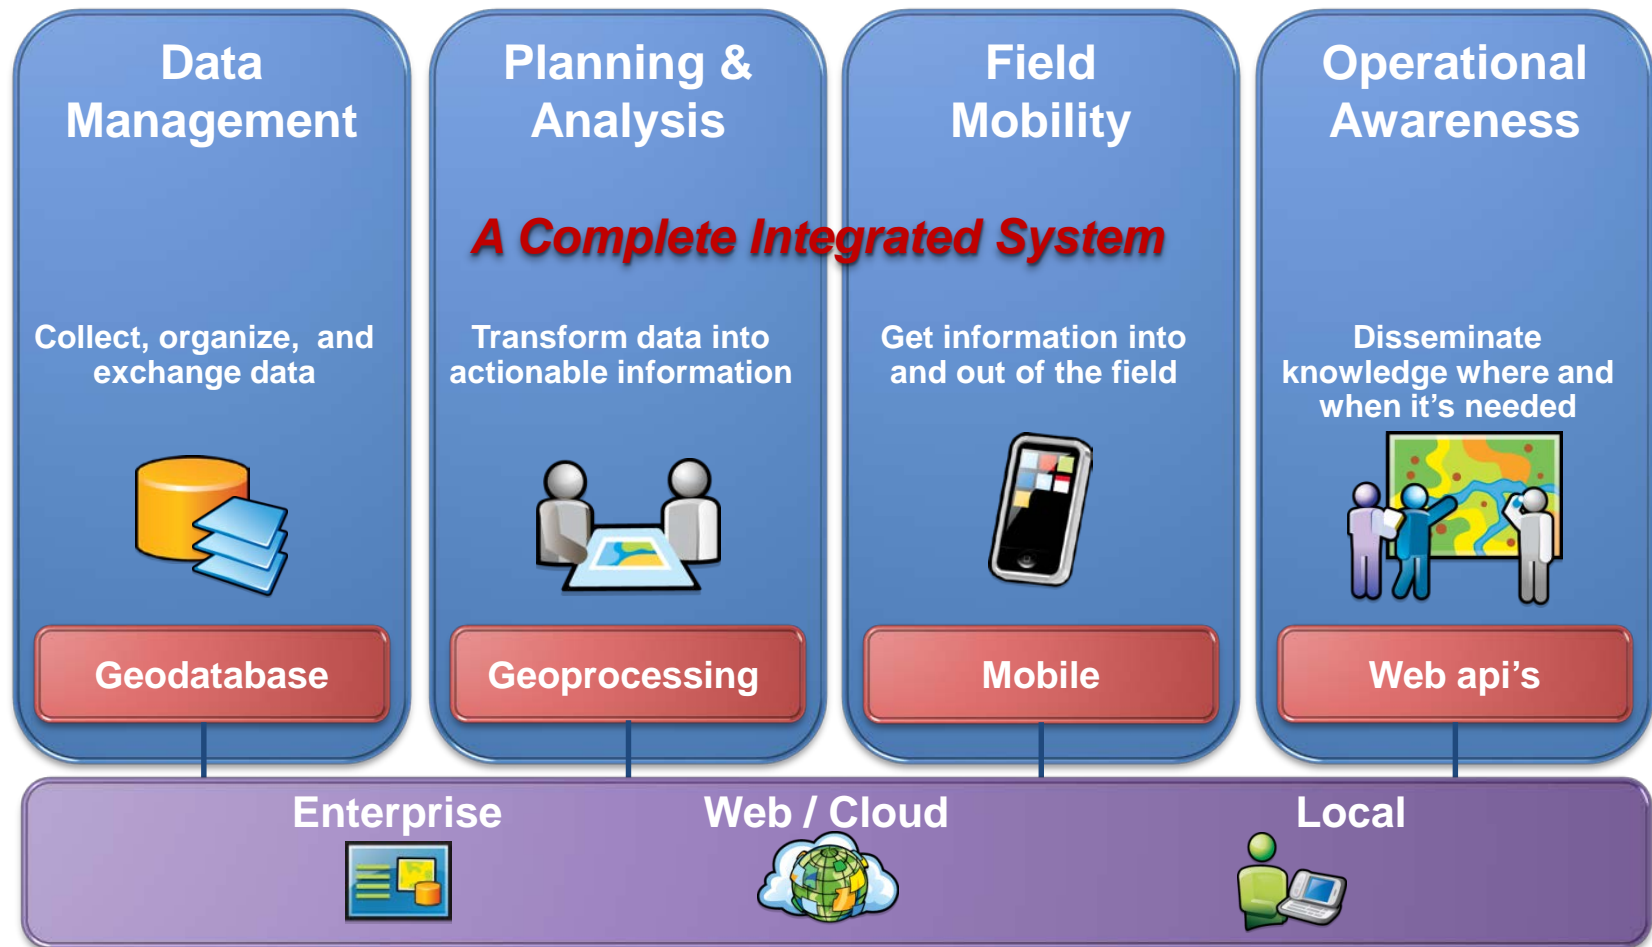 Data
Management
Planning &
Analysis
Field
Mobility
Operational
Awareness
A Complete Integrated System
Collect, organize,  and
exchange data
Transform data into
actionable information
Get information into
and out of the field
Disseminate
knowledge where and
when it’s needed
Geodatabase
Geoprocessing
Mobile
Web api’s
Enterprise
Web / Cloud
Local